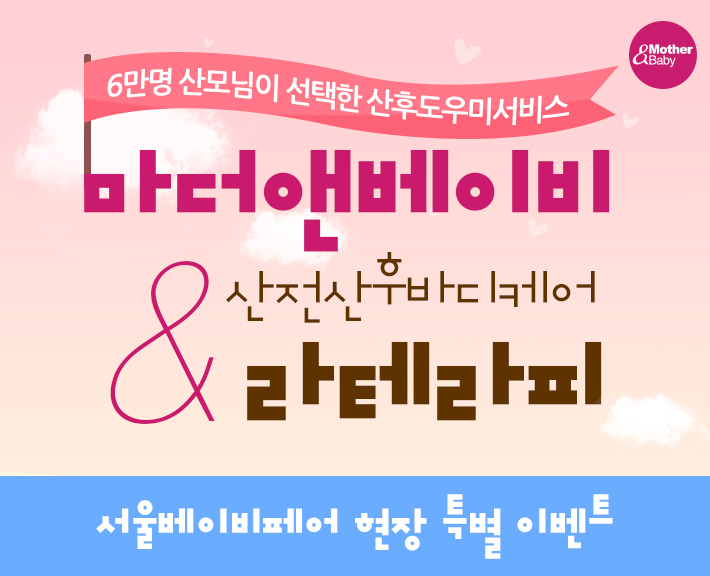 Mother
&Baby
6만명 산모님이 선택한 산후도우미서비스
마더앤베이비
& 산전산후바디케어
라테라피
서울베이비페어 현장 특별 이벤트